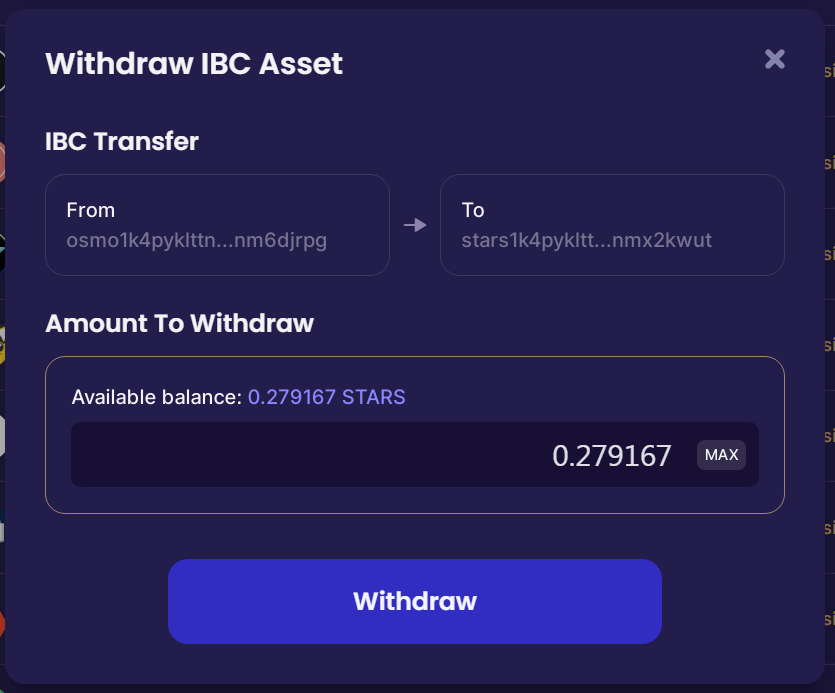 Withdraw IBC Asset
IBC Transfer
From
osmo1k4pyklttn...nm6djrpg
To
stars1k4pykltt...nmx2kwut
Amount To Withdraw
Available balance: 0.279167 STARS
0.279167 MAX
Withdraw